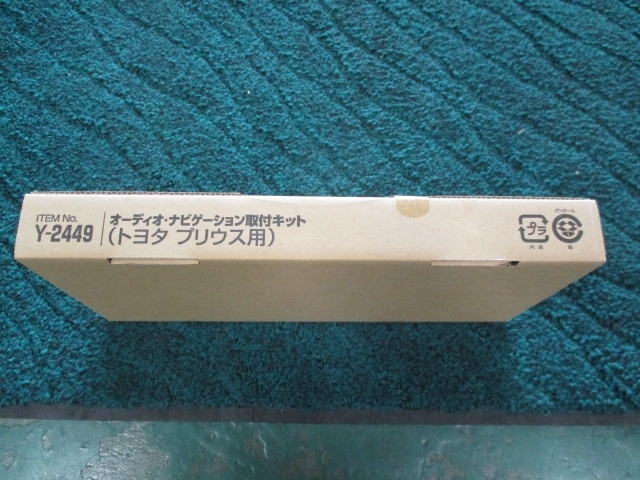 ITEM No.
Y-2449
オーディオ・ナビゲーション取付キット
(トヨタ プリウス用)
プラ